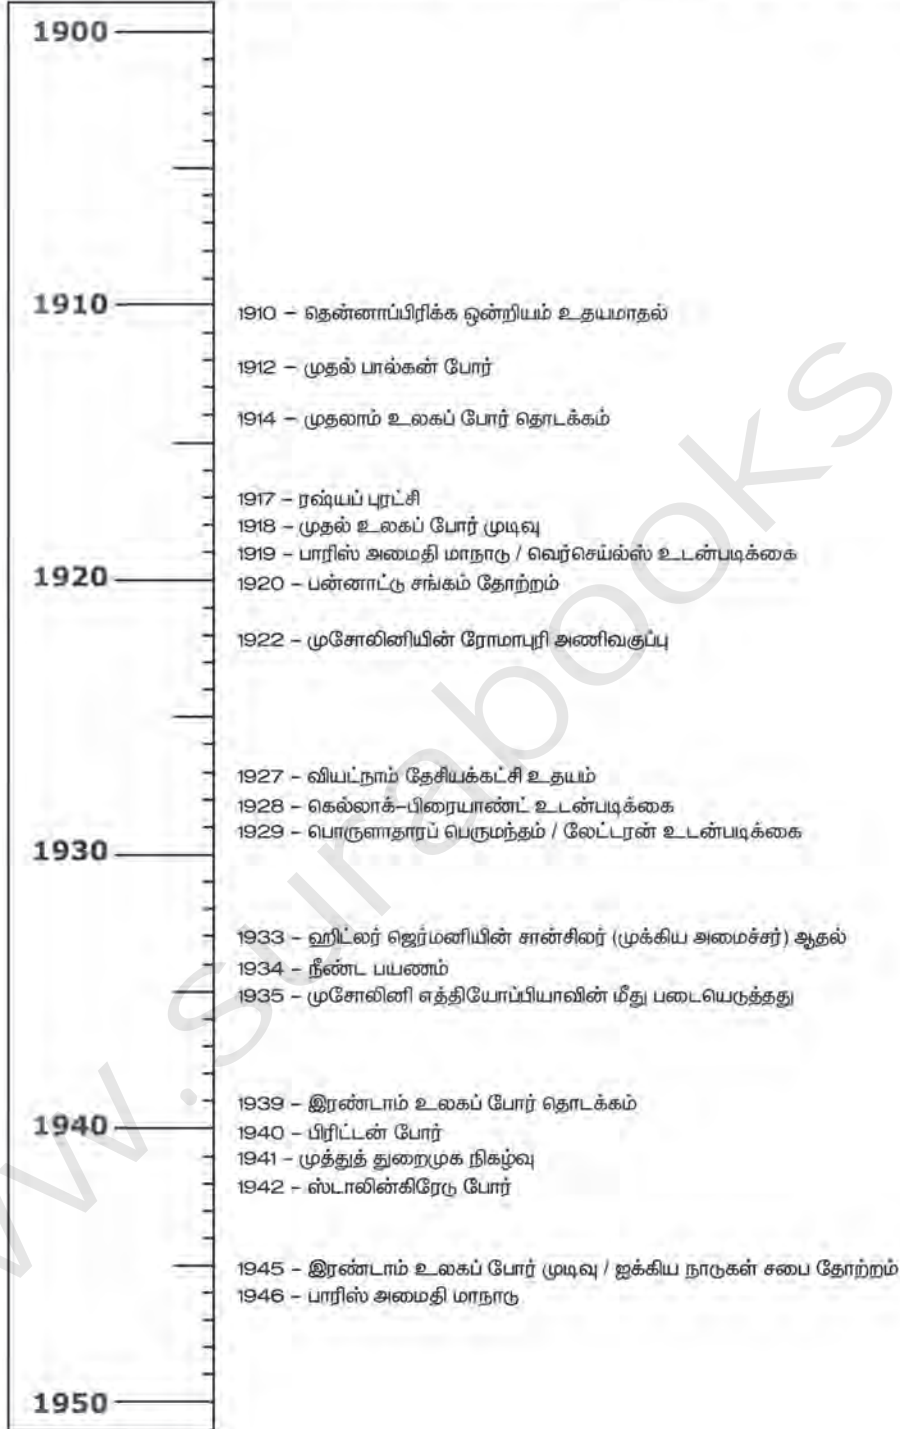 1900
1910
1910 – தென்னாப்பிரிக்க ஒன்றியம் உதயமாதல்
1912 – முதல் பால்கன் போர்
1914 – முதலாம் உலகப் போர் தொடக்கம்
1917 – ரஷ்யப் புரட்சி
1918 – முதல் உலகப் போர் முடிவு
1919 – பாரிஸ் அமைதி மாநாடு / வெர்செய்ல்ஸ் உடன்படிக்கை
1920
1920 – பன்னாட்டு சங்கம் தோற்றம்
1922 – முசோலினியின் ரோமாபுரி அணிவகுப்பு
1927 – வியட்நாம் தேசியக்கட்சி உதயம்
1928 – கெல்லாக்–பிரையாண்ட் உடன்படிக்கை
1929 – பொருளாதாரப் பெருமந்தம் / லேட்டரன் உடன்படிக்கை
1930
1933 – ஹிட்லர் ஜெர்மனியின் சான்சிலர் (முக்கிய அமைச்சர்) ஆதல்
1934 – நீண்ட பயணம்
1935 – முசோலினி எத்தியோப்பியாவின் மீது படையெடுத்தது
1939 – இரண்டாம் உலகப் போர் தொடக்கம்
1940
1940 – பிரிட்டன் போர்
1941 – முத்துத் துறைமுக நிகழ்வு
1942 – ஸ்டாலின்கிரேடு போர்
1945 – இரண்டாம் உலகப் போர் முடிவு / ஐக்கிய நாடுகள் சபை தோற்றம்
1946 – பாரிஸ் அமைதி மாநாடு
1950
www.surabooks